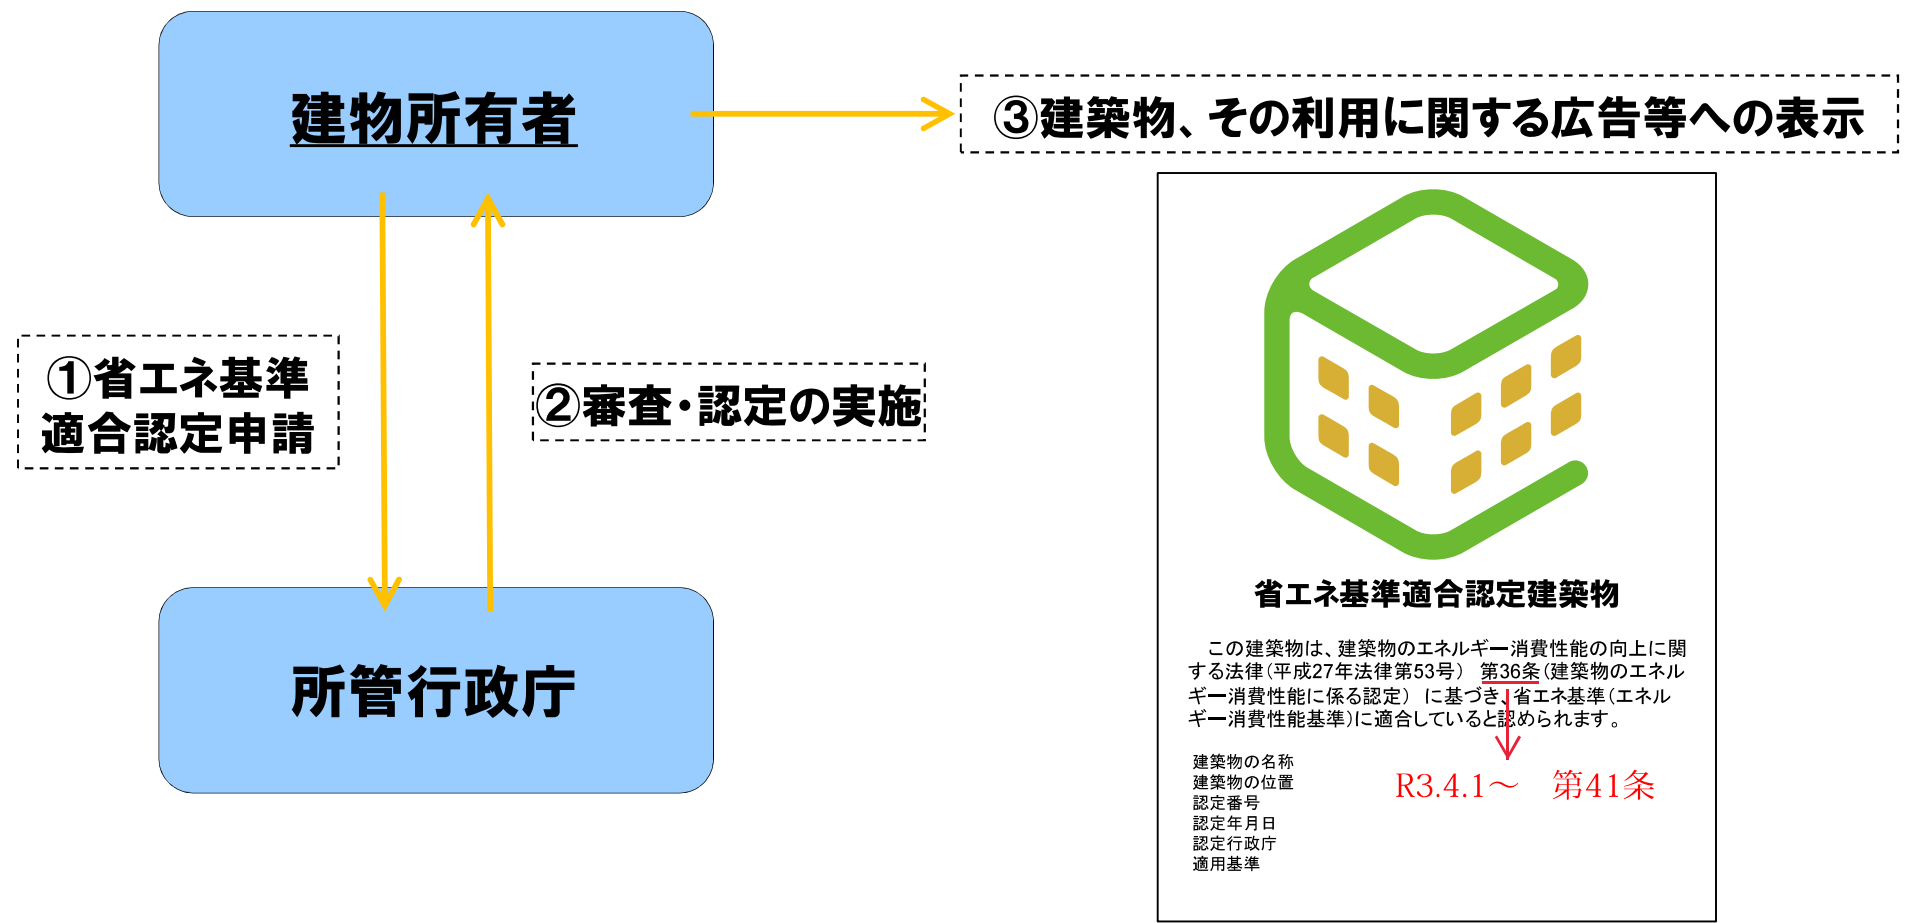 建物所有者
③建築物、その利用に関する広告等への表示
①省エネ基準
適合認定申請
②審査・認定の実施
所管行政庁
省エネ基準適合認定建築物
この建築物は、建築物のエネルギー消費性能の向上に関
する法律(平成27年法律第53号) 第36条(建築物のエネル
ギー消費性能に係る認定) に基づき、省エネ基準(エネル
ギー消費性能基準)に適合していると認められます。
建築物の名称
建築物の位置
認定番号
認定年月日
認定行政庁
適用基準
R3.4.1～ 第41条